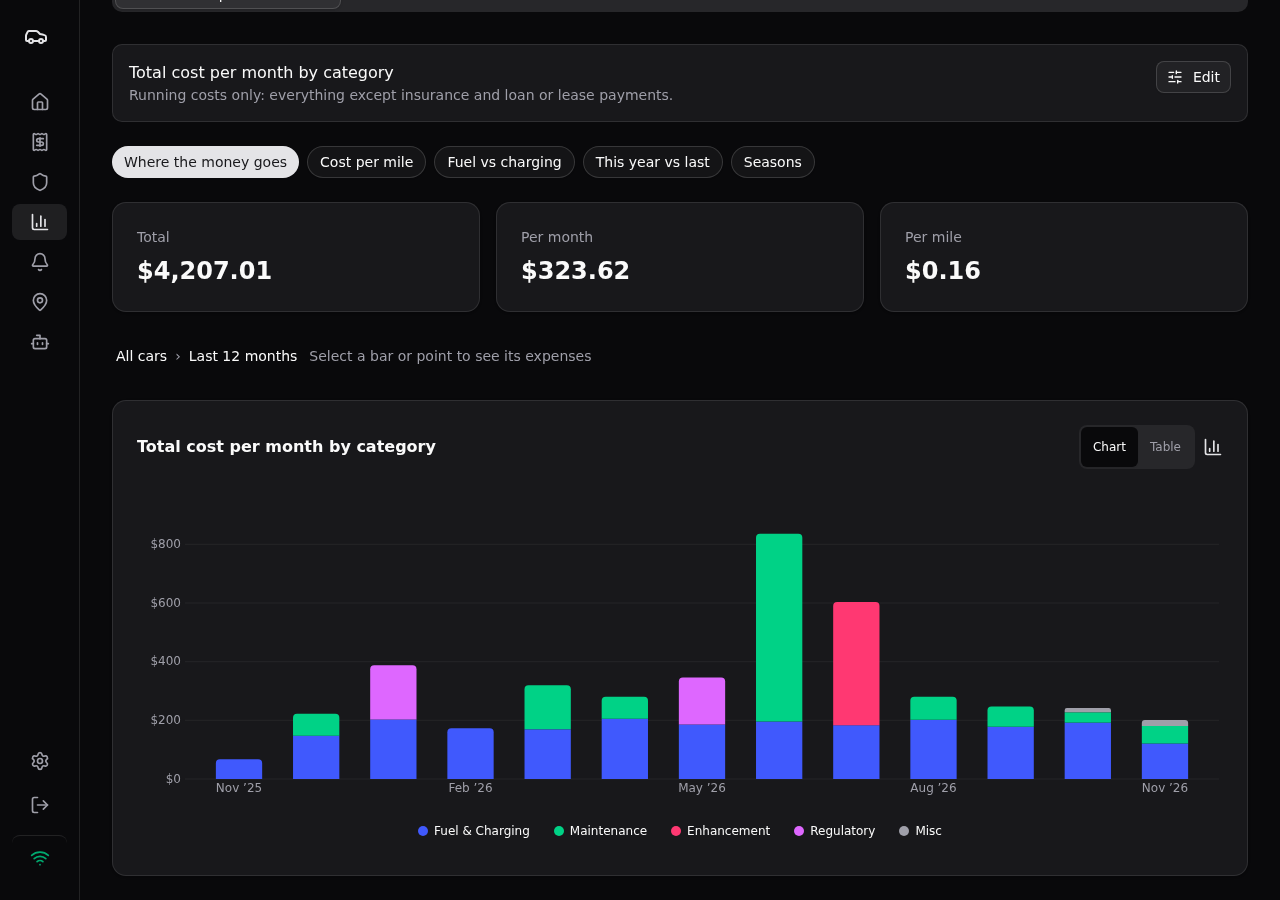 Total cost per month by category
Running costs only: everything except insurance and loan or lease payments.
Edit
Where the money goes
Cost per mile
Fuel vs charging
This year vs last
Seasons
Total
$4,207.01
Per month
$323.62
Per mile
$0.16
All cars › Last 12 months Select a bar or point to see its expenses
Total cost per month by category
Chart
Table
$800
$600
$400
$200
$0
Nov ’25
Feb ’26
May ’26
Aug ’26
Nov ’26
Fuel & Charging
Maintenance
Enhancement
Regulatory
Misc